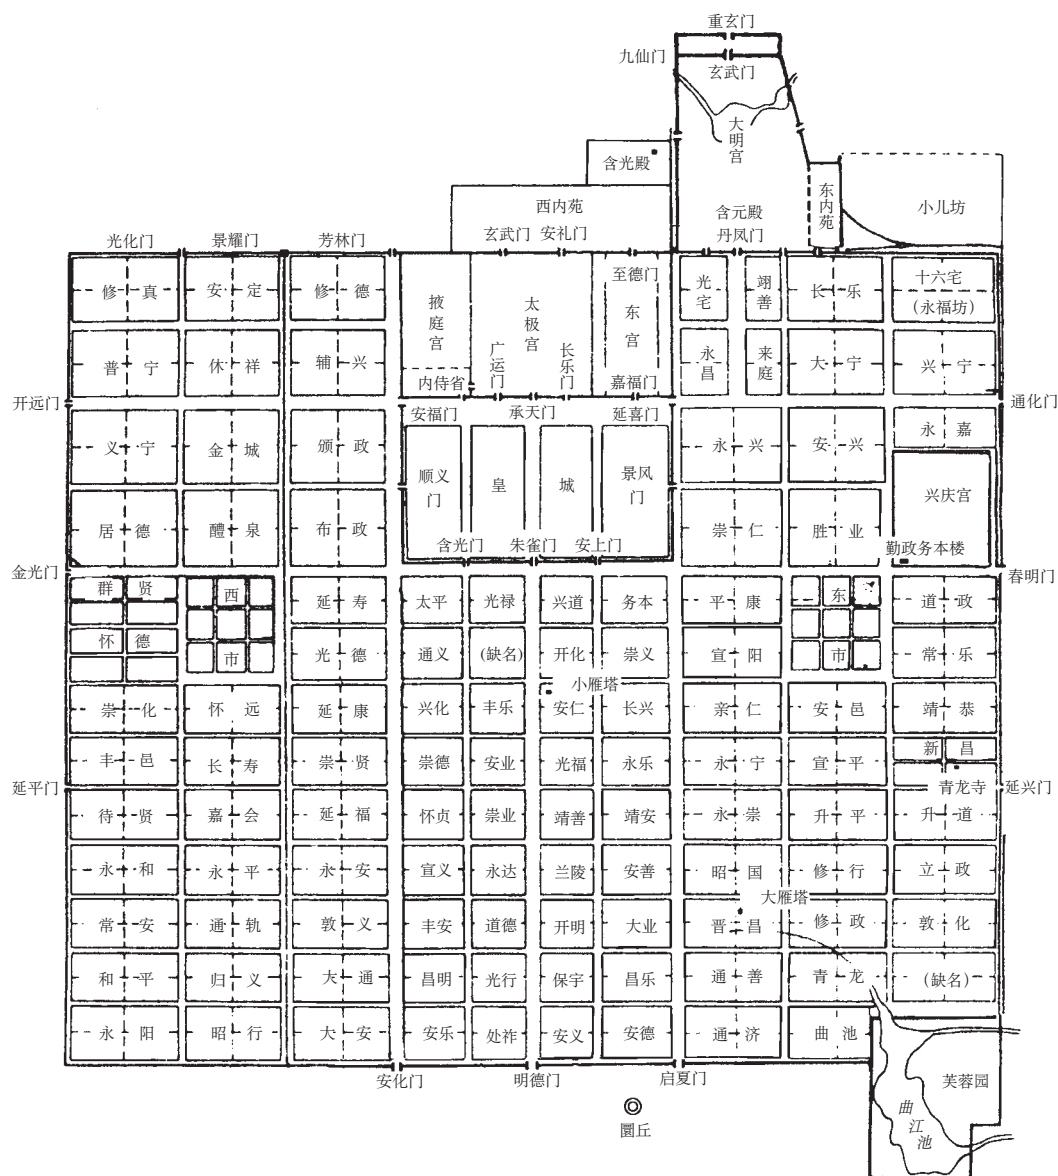 重玄门
九仙门
玄武门
大明宫
含光殿
东内苑
小儿坊
西内苑
含元殿
玄武门 安礼门
丹凤门
光化门 景耀门 芳林门
至德门
修真 安定 修德
掖庭宫 太极宫 东宫
光宅 翊善 长乐 十六宅
(永福坊)
普宁 休祥 辅兴
广运门 长乐门
永昌 来庭 大宁 兴宁
内侍省 嘉福门
开远门 通化门
安福门 承天门 延喜门
义宁 金城 颁政
永兴 安兴 永嘉
顺义门 皇 城 景风门
兴庆宫
居德 醴泉 布政
崇仁 胜业
含光门 朱雀门 安上门
勤政务本楼
金光门 春明门
群贤 西 延寿 太平 光禄 兴道 务本 平康 东 道政
怀德 市 光德 通义 (缺名) 开化 崇义 宣阳 市 常乐
小雁塔
崇化 怀远 延康 兴化 丰乐 安仁 长兴 亲仁 安邑 靖恭
丰邑 长寿 崇贤 崇德 安业 光福 永乐 永宁 宣平 新昌
延平门 青龙寺 延兴门
待贤 嘉会 延福 怀贞 崇业 靖善 靖安 永崇 升平 升道
永和 永平 永安 宣义 永达 兰陵 安善 昭国 修行 立政
大雁塔
常安 通轨 敦义 丰安 道德 开明 大业 晋昌 修政 敦化
和平 归义 大通 昌明 光行 保宇 昌乐 通善 青龙 (缺名)
永阳 昭行 大安 安乐 处祚 安义 安德 通济 曲池
安化门 明德门 启夏门
芙蓉园
曲江池
圜丘